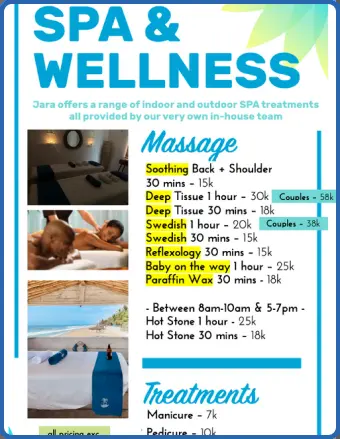 SPA &
WELLNESS
Jara offers a range of indoor and outdoor SPA treatments
all provided by our very own in-house team
Massage
Soothing Back + Shoulder
30 mins – 15k
Deep Tissue 1 hour – 30k Couples – 58k
Deep Tissue 30 mins – 18k
Swedish 1 hour – 20k Couples – 38k
Swedish 30 mins – 15k
Reflexology 30 mins – 15k
Baby on the way 1 hour – 25k
Paraffin Wax 30 mins - 18k
- Between 8am-10am & 5-7pm -
Hot Stone 1 hour - 25k
Hot Stone 30 mins – 18k
Treatments
Manicure – 7k
all pricing exc Pedicure – 10k